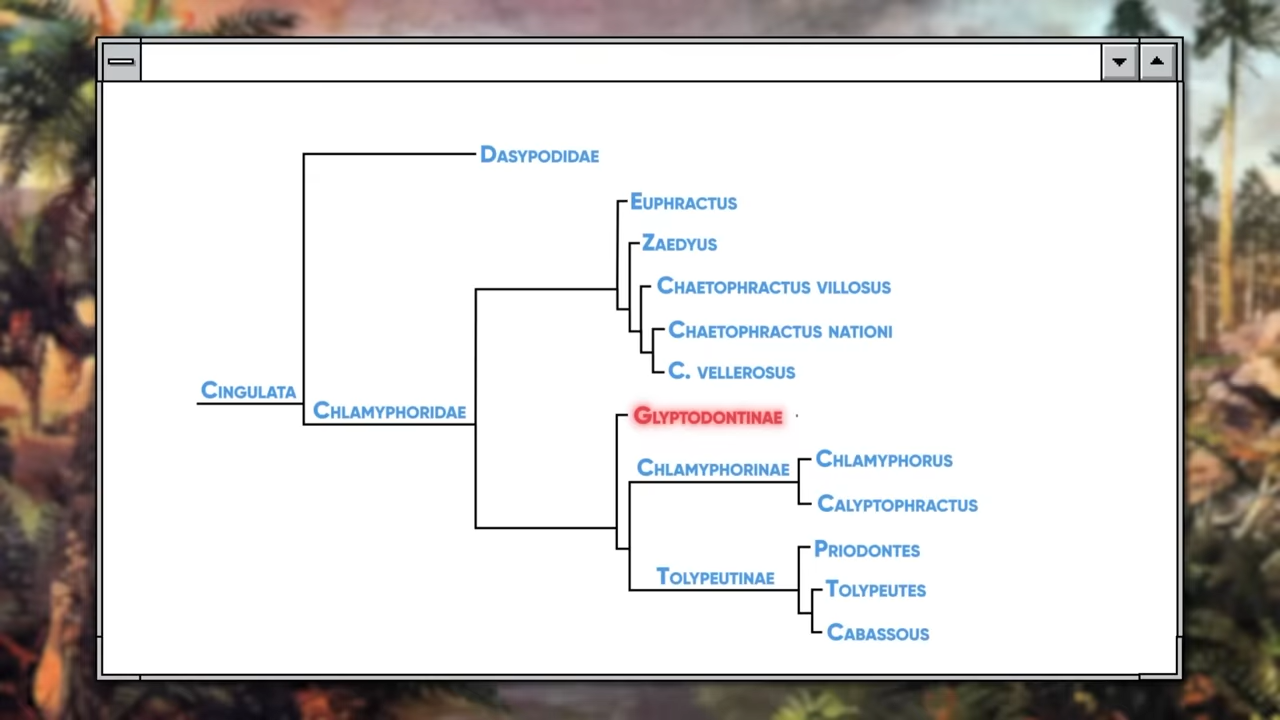 Dasypodidae
Euphractus
Zaedyus
Chaetophractus villosus
Chaetophractus nationi
C. vellerosus
Cingulata
Chlamyphoridae
Glyptodontinae
Chlamyphorinae
Chlamyphorus
Calyptophractus
Priodontes
Tolypeutinae
Tolypeutes
Cabassous